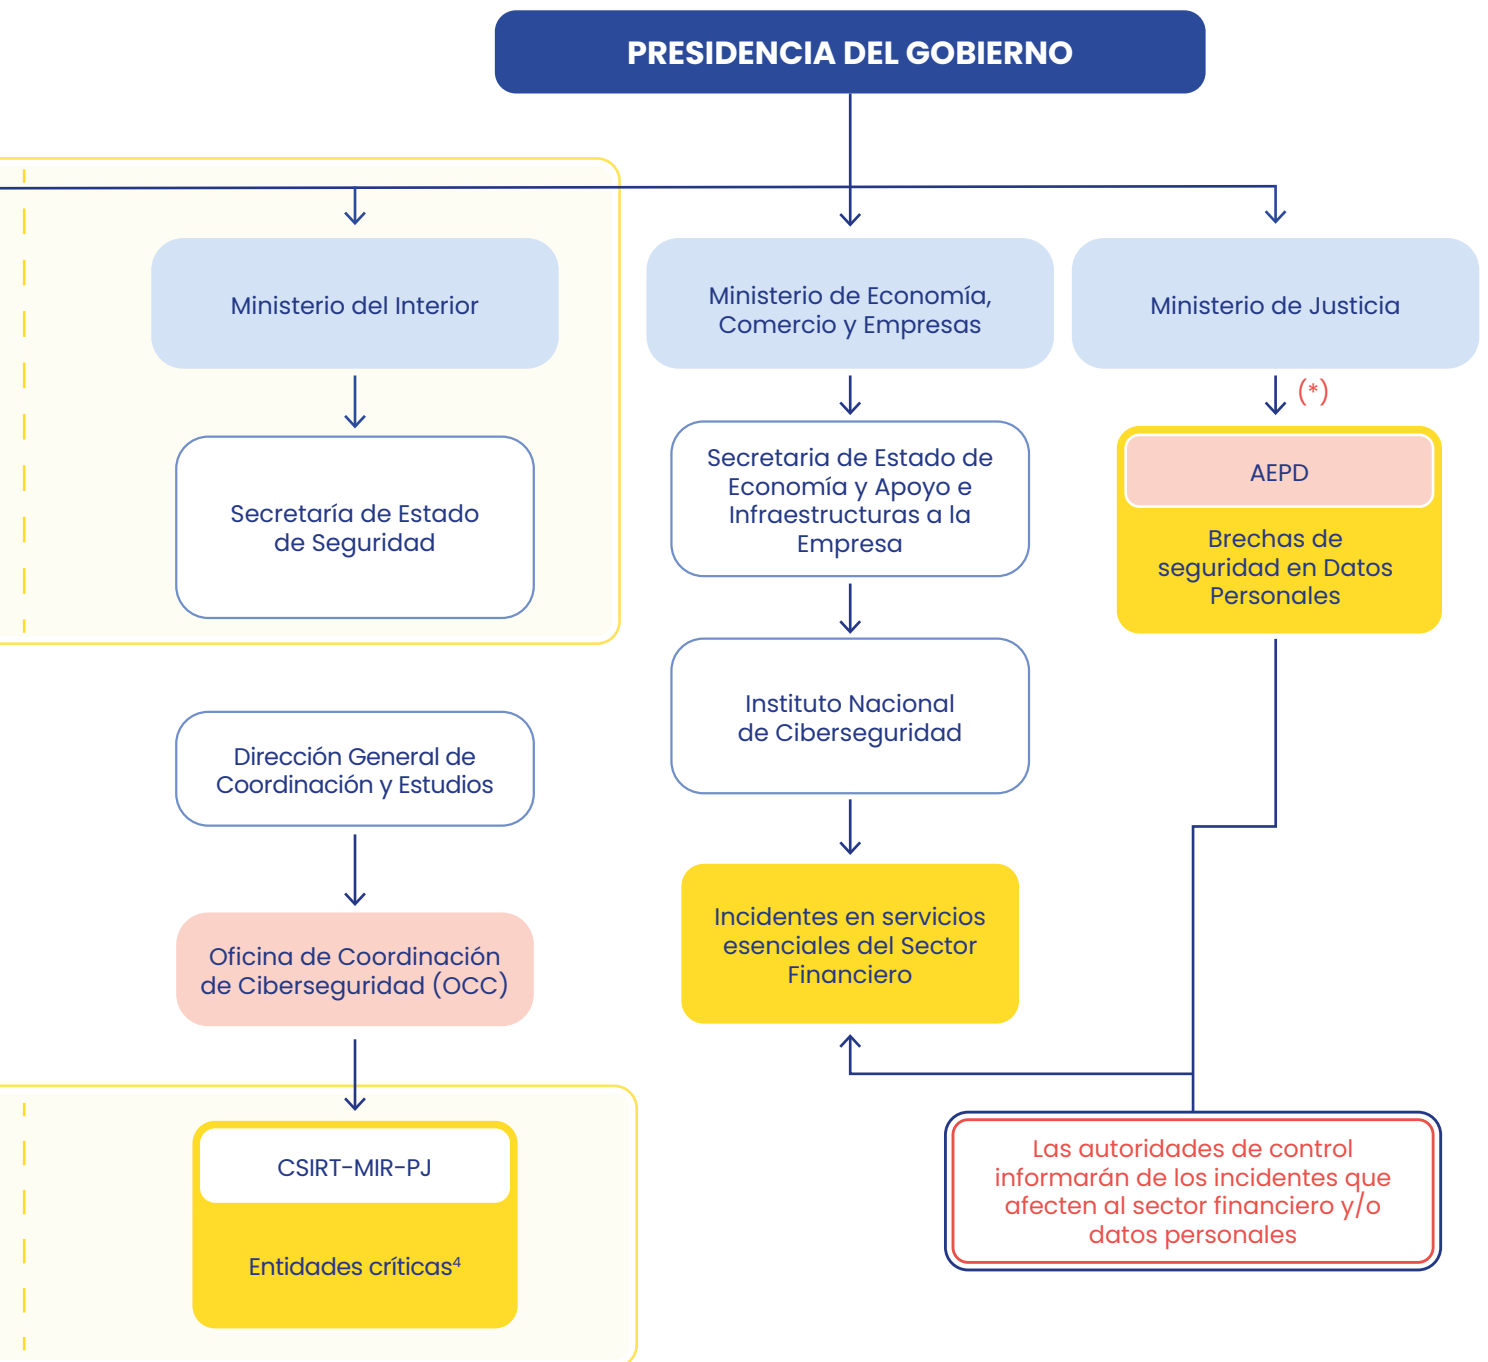 PRESIDENCIA DEL GOBIERNO
Ministerio del Interior
Ministerio de Economía,
Comercio y Empresas
Ministerio de Justicia
(*)
Secretaría de Estado
de Seguridad
Secretaria de Estado de
Economía y Apoyo e
Infraestructuras a la
Empresa
AEPD
Brechas de
seguridad en Datos
Personales
Dirección General de
Coordinación y Estudios
Instituto Nacional
de Ciberseguridad
Oficina de Coordinación
de Ciberseguridad (OCC)
Incidentes en servicios
esenciales del Sector
Financiero
CSIRT-MIR-PJ
Entidades críticas⁴
Las autoridades de control
informarán de los incidentes que
afecten al sector financiero y/o
datos personales